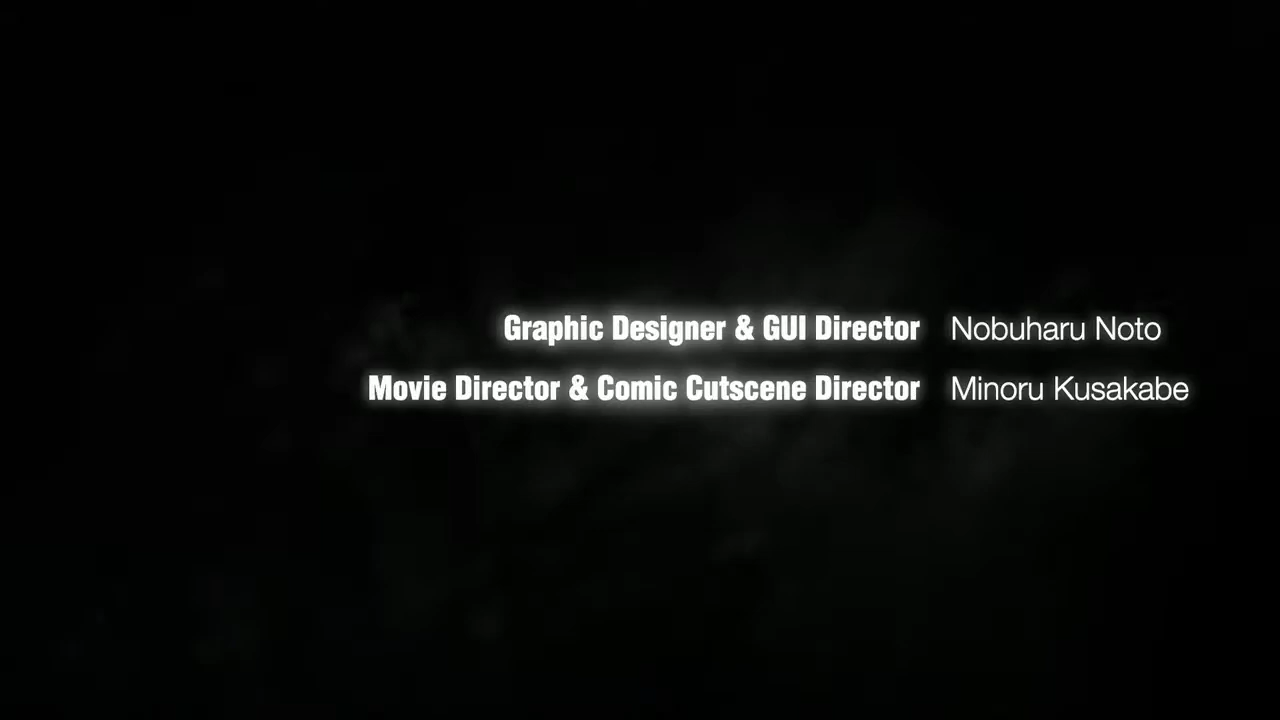 Graphic Designer & GUI Director Nobuharu Noto
Movie Director & Comic Cutscene Director Minoru Kusakabe